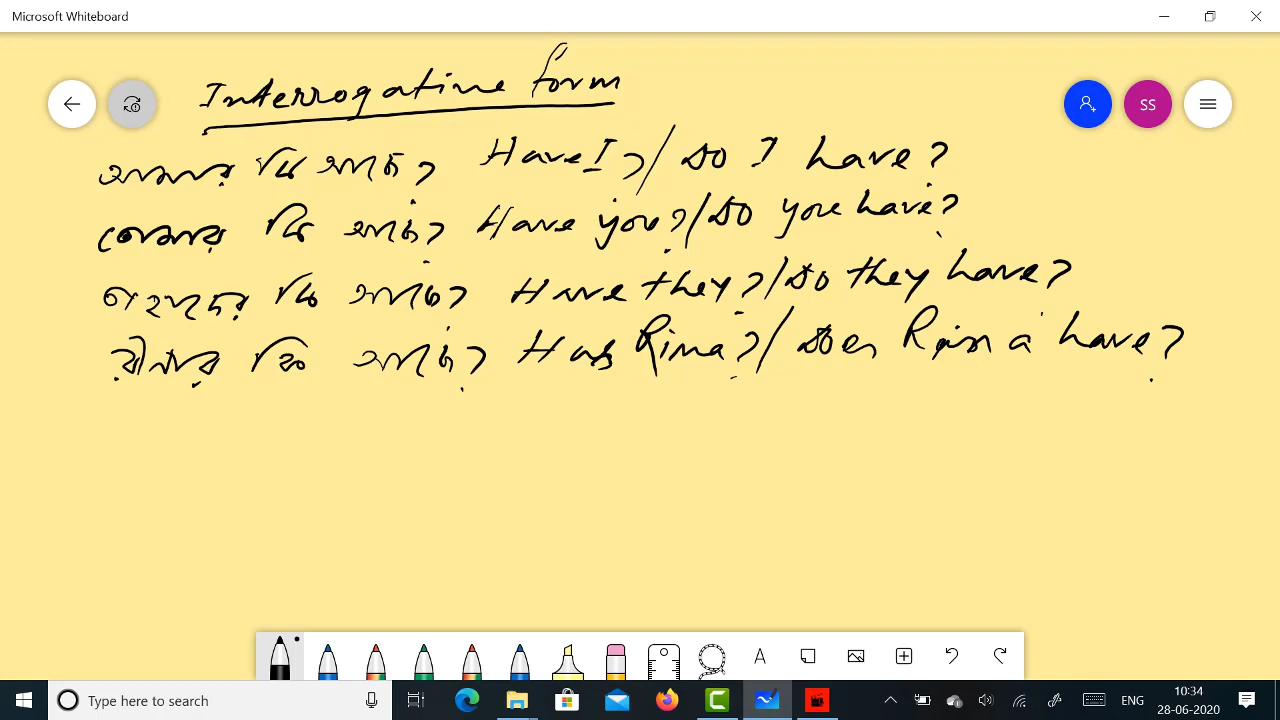 Microsoft Whiteboard
SS
Interrogative form
আমার কি আছে? Have I?/ Do I have?
তোমার কি আছে? Have you?/Do you have?
তাহাদের কি আছে? Have they?/Do they have?
রীমার কি আছে? Has Rima?/ Does Rima have?
A
Type here to search
ENG
10:34
28-06-2020